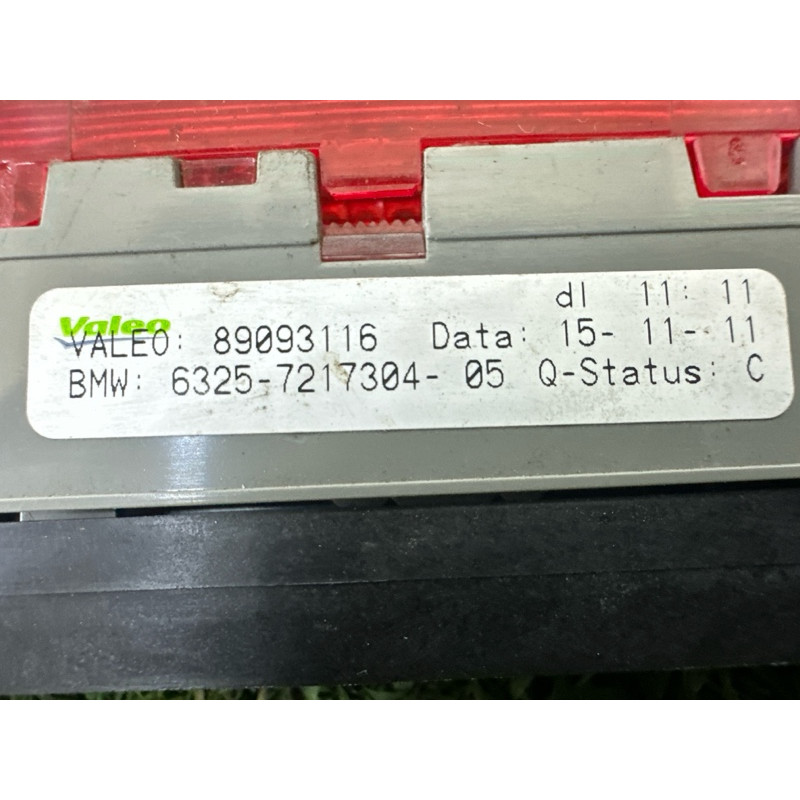 dl 11: 11
Valeo
VALEO: 89093116 Data: 15- 11- 11
BMW: 6325-7217304- 05 Q-Status: C